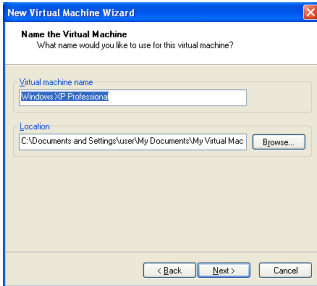 New Virtual Machine Wizard
Name the Virtual Machine
What name would you like to use for this virtual machine?
Virtual machine name
Windows XP Professional
Location
C:\Documents and Settings\user\My Documents\My Virtual Mac
Browse...
< Back
Next >
Cancel